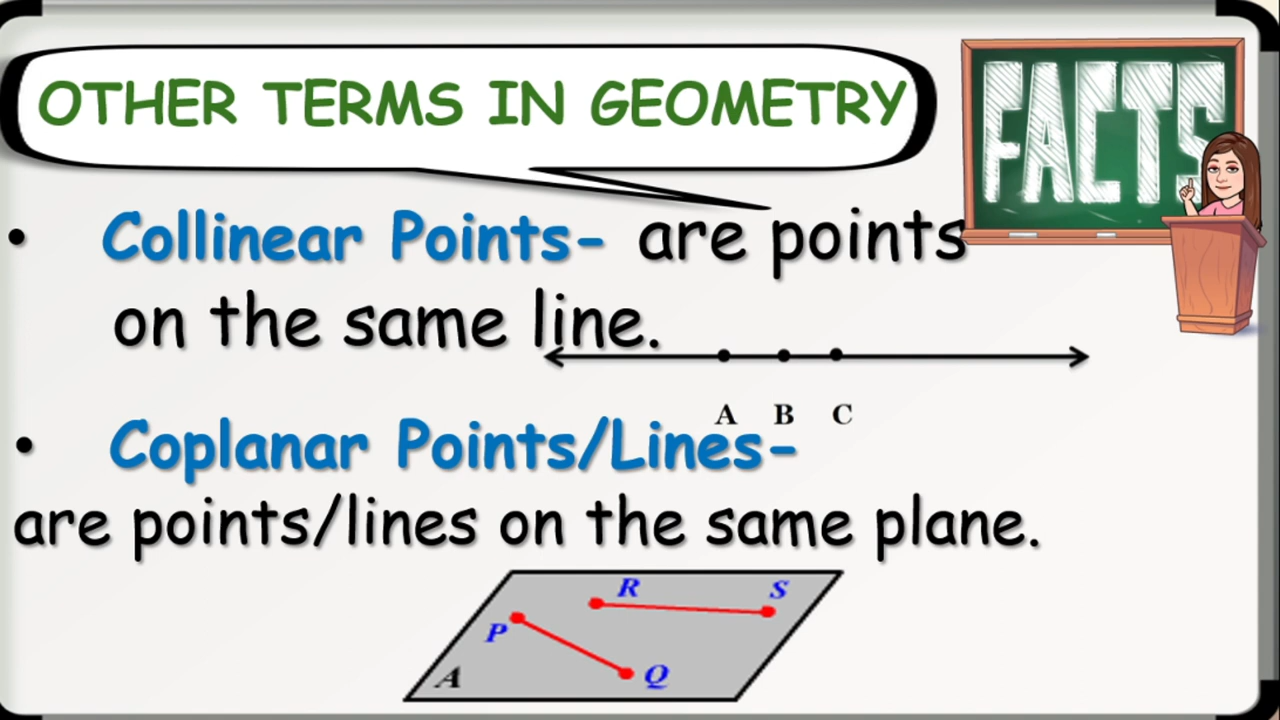 OTHER TERMS IN GEOMETRY
FACTS
• Collinear Points- are points
on the same line.
A B C
• Coplanar Points/Lines-
are points/lines on the same plane.
R S
P
A Q